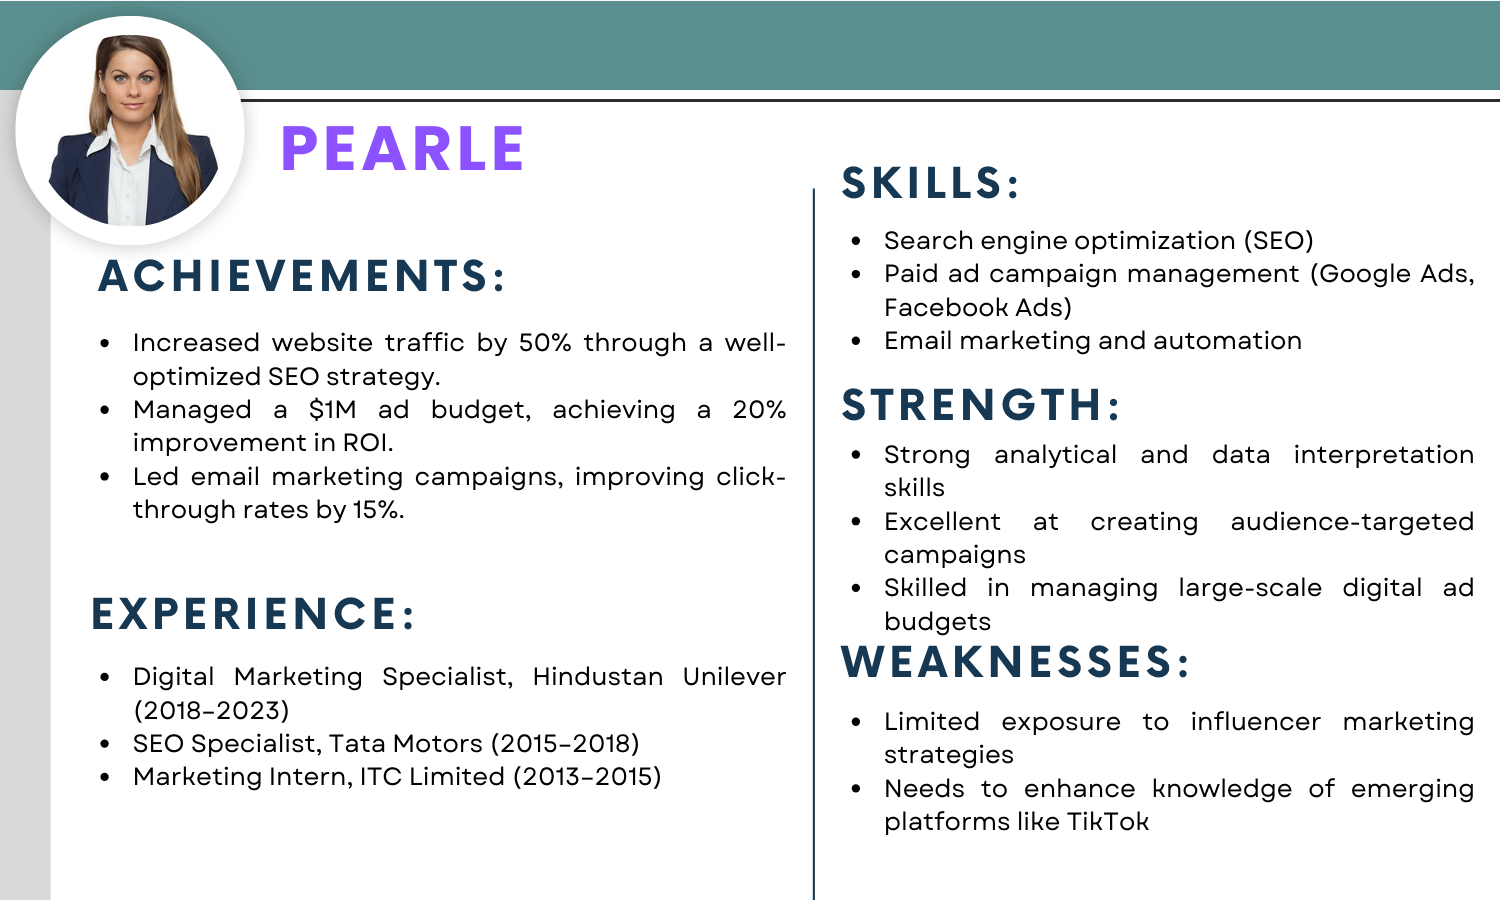 PEARLE
ACHIEVEMENTS:
• Increased website traffic by 50% through a well-
optimized SEO strategy.
• Managed a $1M ad budget, achieving a 20%
improvement in ROI.
• Led email marketing campaigns, improving click-
through rates by 15%.
EXPERIENCE:
• Digital Marketing Specialist, Hindustan Unilever
(2018–2023)
• SEO Specialist, Tata Motors (2015–2018)
• Marketing Intern, ITC Limited (2013–2015)
SKILLS:
• Search engine optimization (SEO)
• Paid ad campaign management (Google Ads,
Facebook Ads)
• Email marketing and automation
STRENGTH:
• Strong analytical and data interpretation
skills
• Excellent at creating audience-targeted
campaigns
• Skilled in managing large-scale digital ad
budgets
WEAKNESSES:
• Limited exposure to influencer marketing
strategies
• Needs to enhance knowledge of emerging
platforms like TikTok